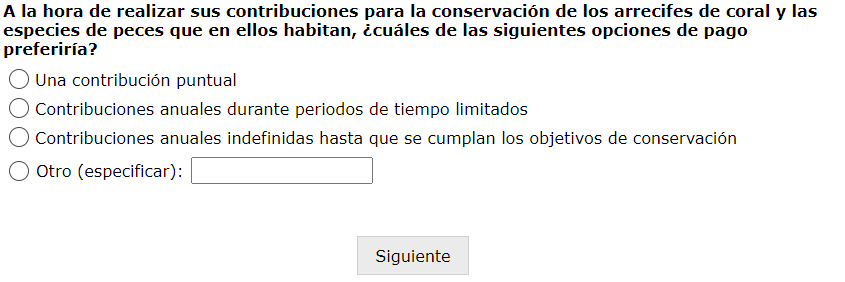 A la hora de realizar sus contribuciones para la conservación de los arrecifes de coral y las
especies de peces que en ellos habitan, ¿cuáles de las siguientes opciones de pago
preferiría?
Una contribución puntual
Contribuciones anuales durante periodos de tiempo limitados
Contribuciones anuales indefinidas hasta que se cumplan los objetivos de conservación
Otro (especificar):
Siguiente